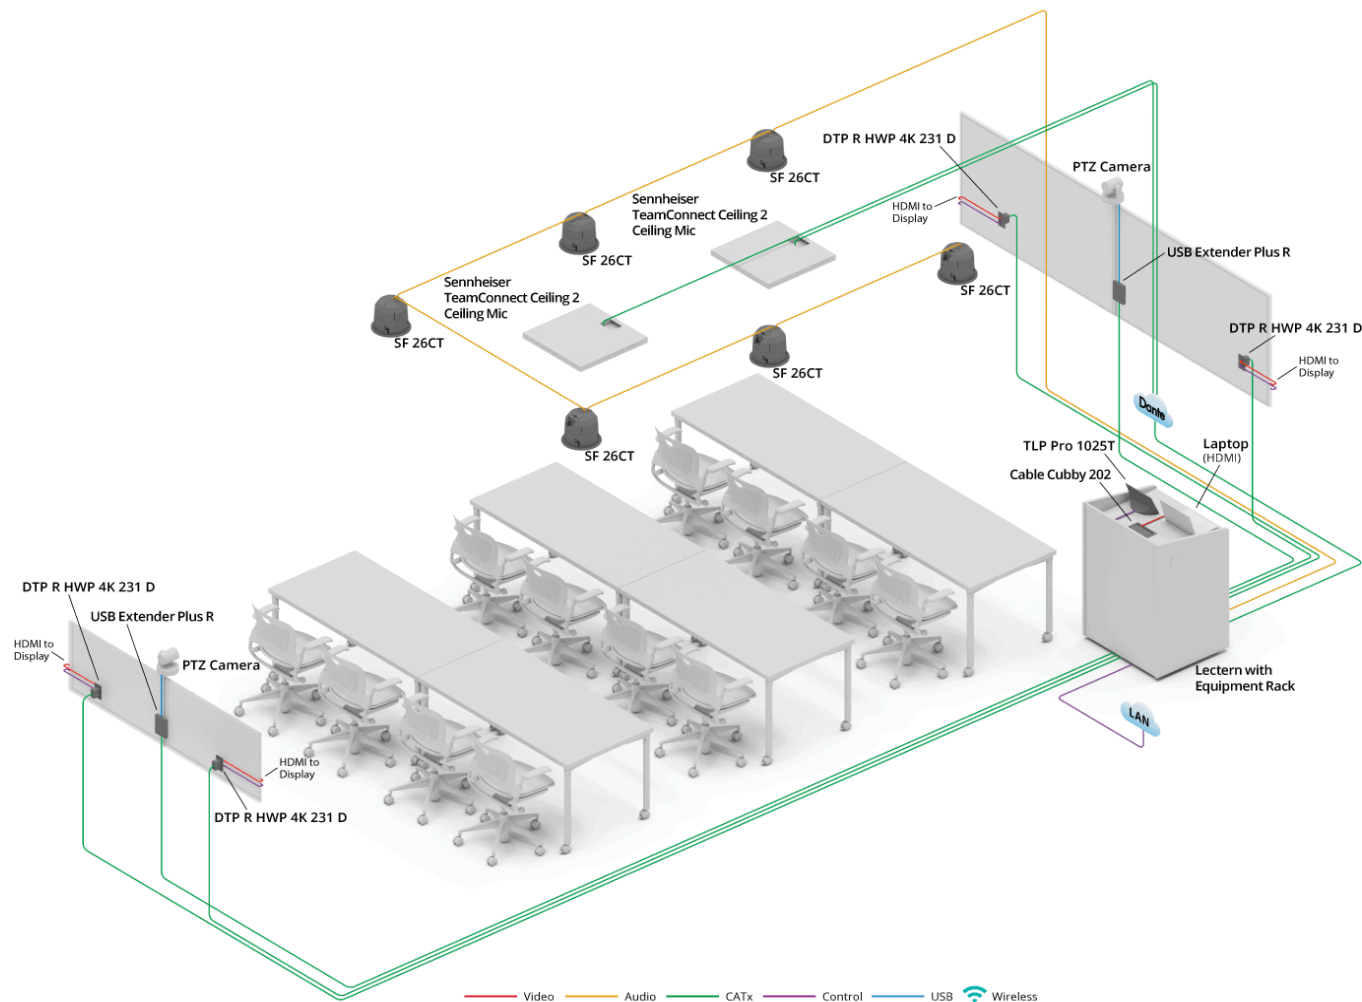 DTP R HWP 4K 231 D
PTZ Camera
SF 26CT
Sennheiser
TeamConnect Ceiling 2
Ceiling Mic
HDMI to
Display
SF 26CT
USB Extender Plus R
Sennheiser
TeamConnect Ceiling 2
Ceiling Mic
SF 26CT
SF 26CT
DTP R HWP 4K 231 D
HDMI to
Display
SF 26CT
Dante
SF 26CT
TLP Pro 1025T
Laptop
(HDMI)
Cable Cubby 202
DTP R HWP 4K 231 D
USB Extender Plus R
HDMI to
Display
PTZ Camera
Lectern with
Equipment Rack
LAN
HDMI to
Display
DTP R HWP 4K 231 D
Video
Audio
CATx
Control
USB
Wireless